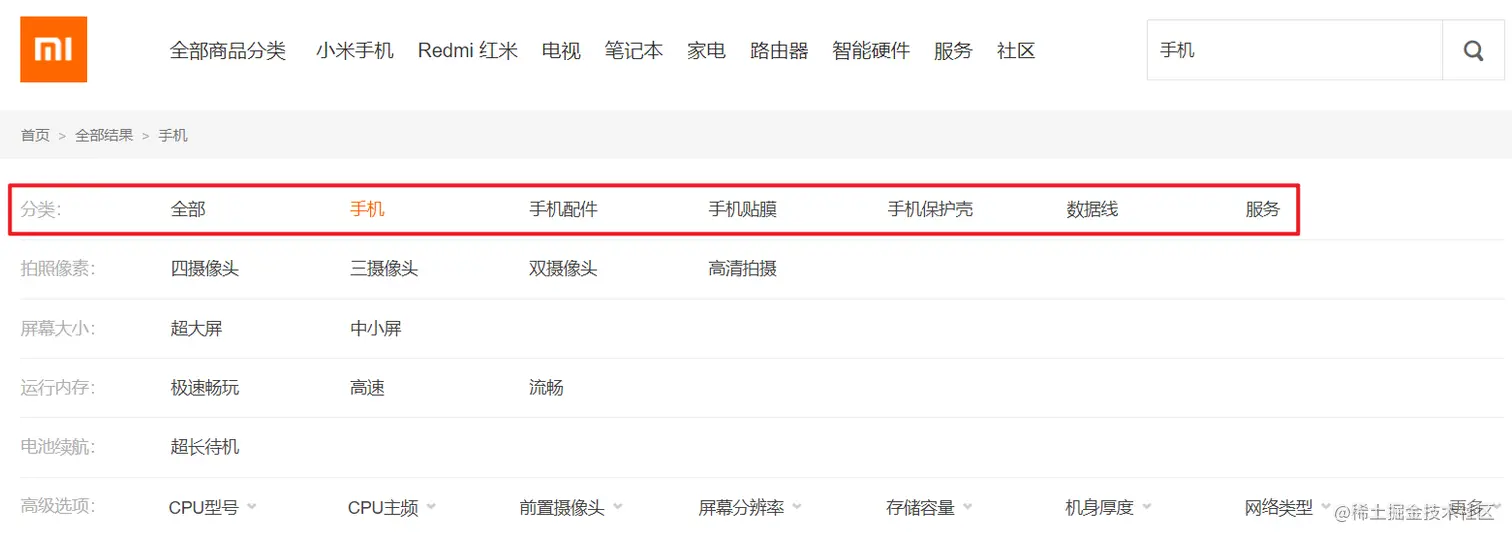 mi 全部商品分类 小米手机 Redmi 红米 电视 笔记本 家电 路由器 智能硬件 服务 社区 手机
首页 > 全部结果 > 手机
分类: 全部 手机 手机配件 手机贴膜 手机保护壳 数据线 服务
拍照像素: 四摄像头 三摄像头 双摄像头 高清拍摄
屏幕大小: 超大屏 中小屏
运行内存: 极速畅玩 高速 流畅
电池续航: 超长待机
高级选项: CPU型号 CPU主频 前置摄像头 屏幕分辨率 存储容量 机身厚度 网络类型 更多
@稀土掘金技术社区